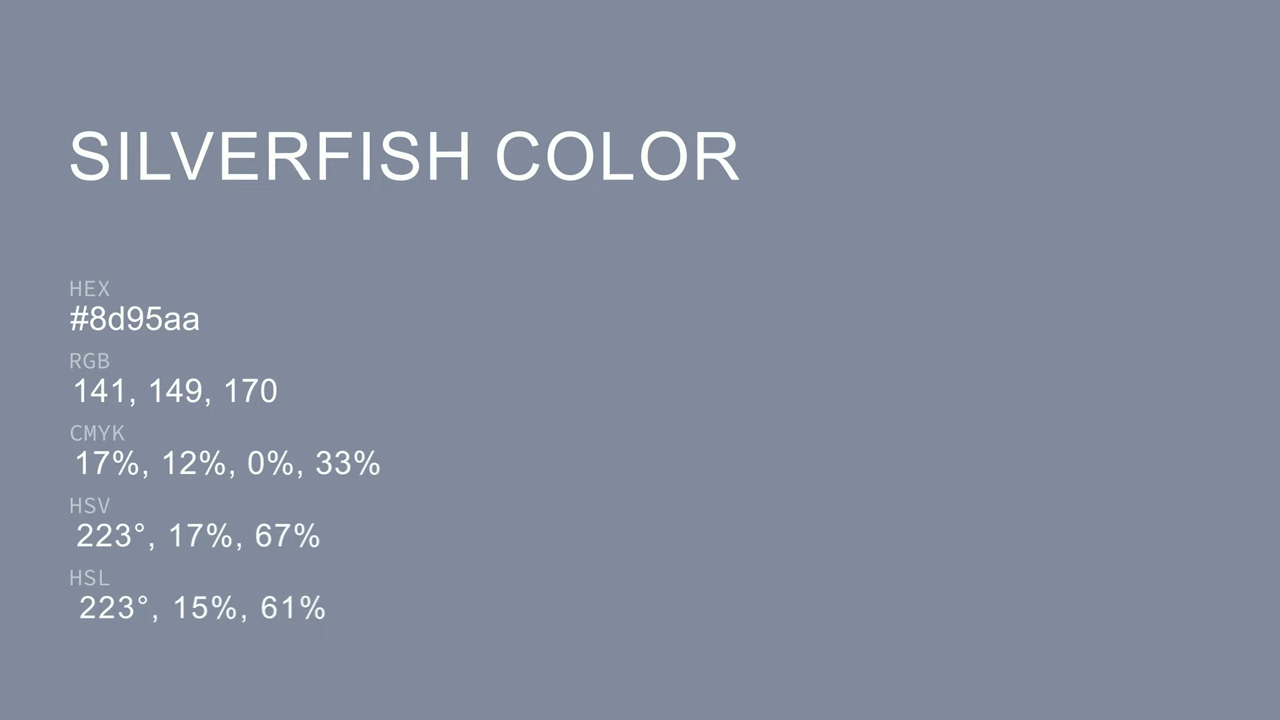 SILVERFISH COLOR
HEX
#8d95aa
RGB
141, 149, 170
CMYK
17%, 12%, 0%, 33%
HSV
223°, 17%, 67%
HSL
223°, 15%, 61%